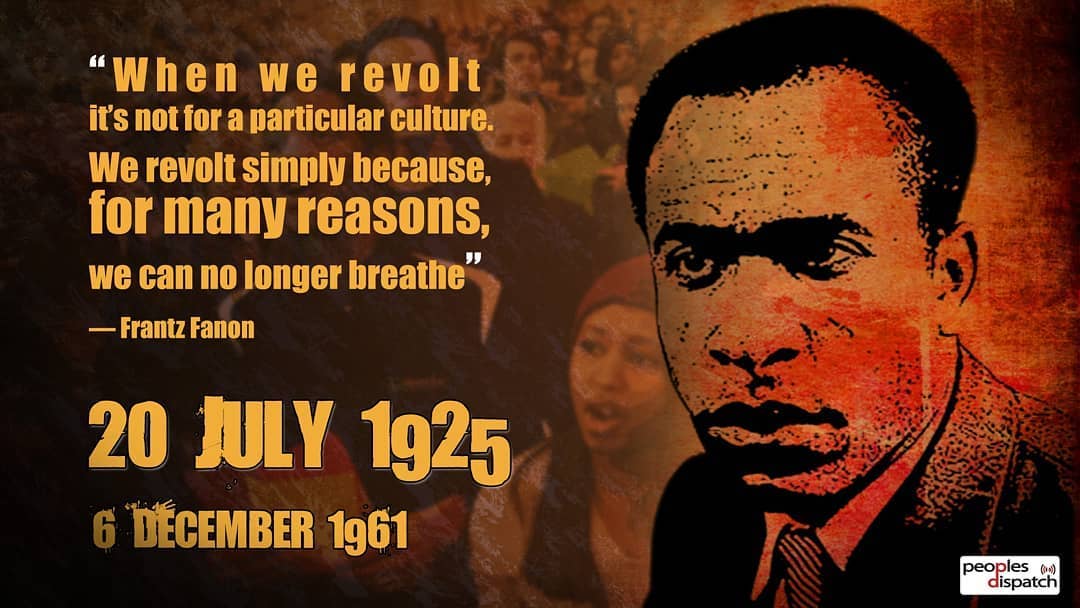 “When we revolt
it’s not for a particular culture.
We revolt simply because,
for many reasons,
we can no longer breathe”
— Frantz Fanon
20 JULY 1925
6 DECEMBER 1961
peoples
dispatch